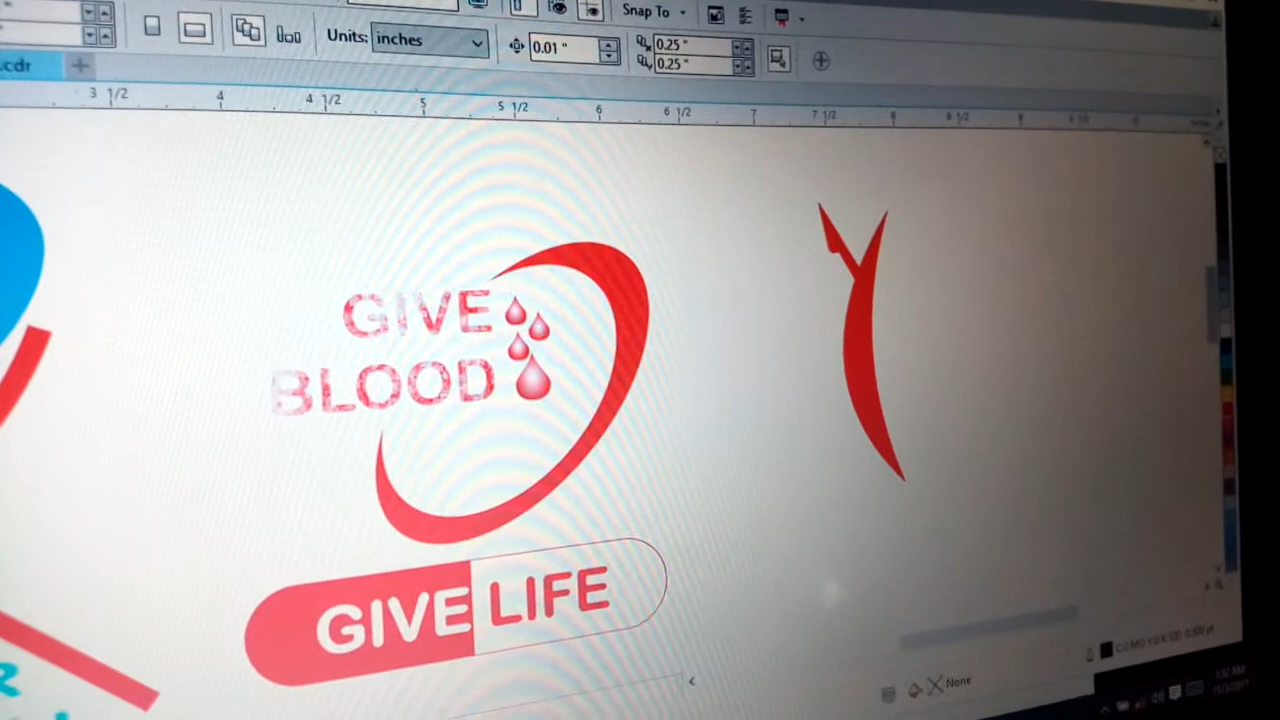 Snap To
Units: inches
0.01 "
0.25 "
0.25 "
.cdr
3 1/2 4 4 1/2 5 5 1/2 6 6 1/2 7 7 1/2 8 8 1/2
GIVE
BLOOD
GIVE LIFE
None